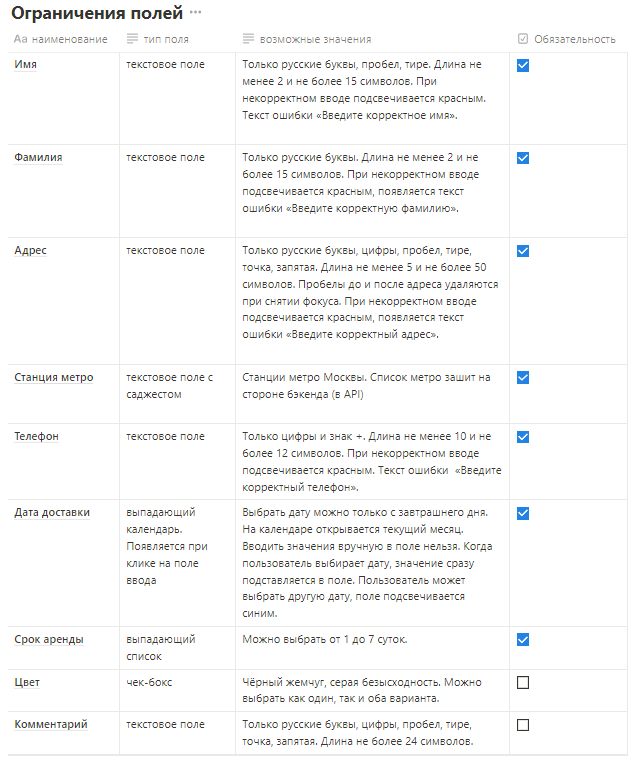 Ограничения полей ···
Aa наименование
тип поля
возможные значения
Обязательность
Имя
текстовое поле
Только русские буквы, пробел, тире. Длина не
менее 2 и не более 15 символов. При
некорректном вводе подсвечивается красным.
Текст ошибки «Введите корректное имя».
Фамилия
текстовое поле
Только русские буквы. Длина не менее 2 и не
более 15 символов. При некорректном вводе
подсвечивается красным, появляется текст
ошибки «Введите корректную фамилию».
Адрес
текстовое поле
Только русские буквы, цифры, пробел, тире,
точка, запятая. Длина не менее 5 и не более 50
символов. Пробелы до и после адреса удаляются
при снятии фокуса. При некорректном вводе
подсвечивается красным, появляется текст
ошибки «Введите корректный адрес».
Станция метро
текстовое поле с
саджестом
Станции метро Москвы. Список метро зашит на
стороне бэкенда (в API)
Телефон
текстовое поле
Только цифры и знак +. Длина не менее 10 и не
более 12 символов. При некорректном вводе
подсвечивается красным. Текст ошибки «Введите
корректный телефон».
Дата доставки
выпадающий
календарь.
Появляется при
клике на поле
ввода
Выбрать дату можно только с завтрашнего дня.
На календаре открывается текущий месяц.
Вводить значения вручную в поле нельзя. Когда
пользователь выбирает дату, значение сразу
подставляется в поле. Пользователь может
выбрать другую дату, поле подсвечивается
синим.
Срок аренды
выпадающий
список
Можно выбрать от 1 до 7 суток.
Цвет
чек-бокс
Чёрный жемчуг, серая безысходность. Можно
выбрать как один, так и оба варианта.
Комментарий
текстовое поле
Только русские буквы, цифры, пробел, тире,
точка, запятая. Длина не более 24 символов.